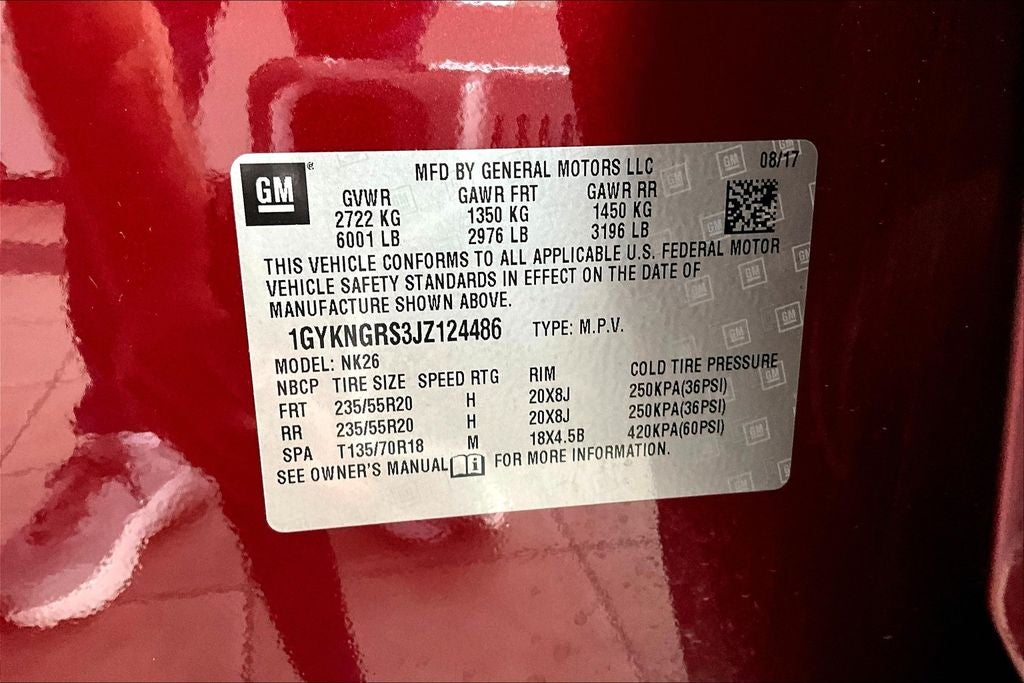 GM
®
MFD BY GENERAL MOTORS LLC 08/17
GVWR GAWR FRT GAWR RR
2722 KG 1350 KG 1450 KG
6001 LB 2976 LB 3196 LB
THIS VEHICLE CONFORMS TO ALL APPLICABLE U.S. FEDERAL MOTOR
VEHICLE SAFETY STANDARDS IN EFFECT ON THE DATE OF
MANUFACTURE SHOWN ABOVE.
1GYKNGRS3JZ124486 TYPE: M.P.V.
MODEL: NK26
NBCP TIRE SIZE SPEED RTG RIM COLD TIRE PRESSURE
FRT 235/55R20 H 20X8J 250KPA(36PSI)
RR 235/55R20 H 20X8J 250KPA(36PSI)
SPA T135/70R18 M 18X4.5B 420KPA(60PSI)
SEE OWNER'S MANUAL i FOR MORE INFORMATION.